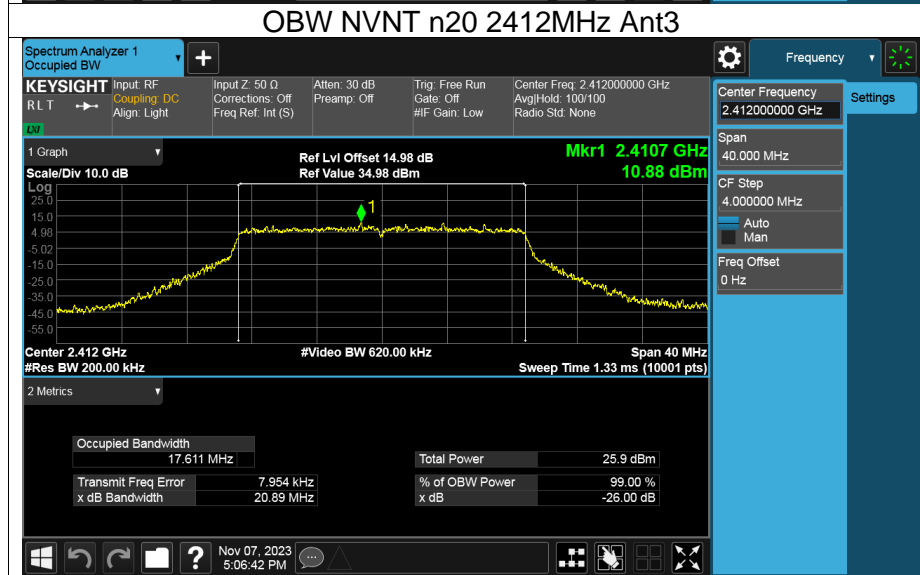 OBW NVNT n20 2412MHz Ant3
Spectrum Analyzer 1
Occupied BW
+
Frequency
KEYSIGHT
R L T
LXI
Input: RF
Coupling: DC
Align: Light
Input Z: 50 Ω
Corrections: Off
Freq Ref: Int (S)
Atten: 30 dB
Preamp: Off
Trig: Free Run
Gate: Off
#IF Gain: Low
Center Freq: 2.412000000 GHz
Avg|Hold: 100/100
Radio Std: None
Center Frequency
2.412000000 GHz
Settings
Span
40.000 MHz
CF Step
4.000000 MHz
Auto
Man
Freq Offset
0 Hz
1 Graph
Scale/Div 10.0 dB
Ref Lvl Offset 14.98 dB
Ref Value 34.98 dBm
Mkr1 2.4107 GHz
10.88 dBm
Log
25.0
15.0
4.98
-5.02
-15.0
-25.0
-35.0
-45.0
-55.0
1
Center 2.412 GHz
#Res BW 200.00 kHz
#Video BW 620.00 kHz
Span 40 MHz
Sweep Time 1.33 ms (10001 pts)
2 Metrics
Occupied Bandwidth
17.611 MHz
Total Power 25.9 dBm
Transmit Freq Error 7.954 kHz
% of OBW Power 99.00 %
x dB Bandwidth 20.89 MHz
x dB -26.00 dB
?
Nov 07, 2023
5:06:42 PM